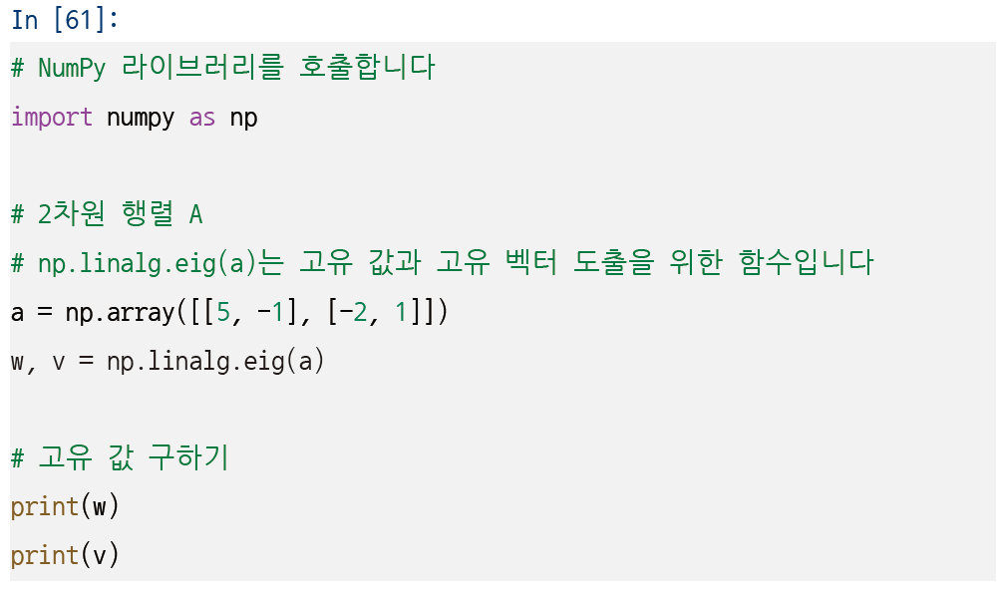 In [61]:
# NumPy 라이브러리를 호출합니다
import numpy as np
# 2차원 행렬 A
# np.linalg.eig(a)는 고유 값과 고유 벡터 도출을 위한 함수입니다
a = np.array([[5, -1], [-2, 1]])
w, v = np.linalg.eig(a)
# 고유 값 구하기
print(w)
print(v)